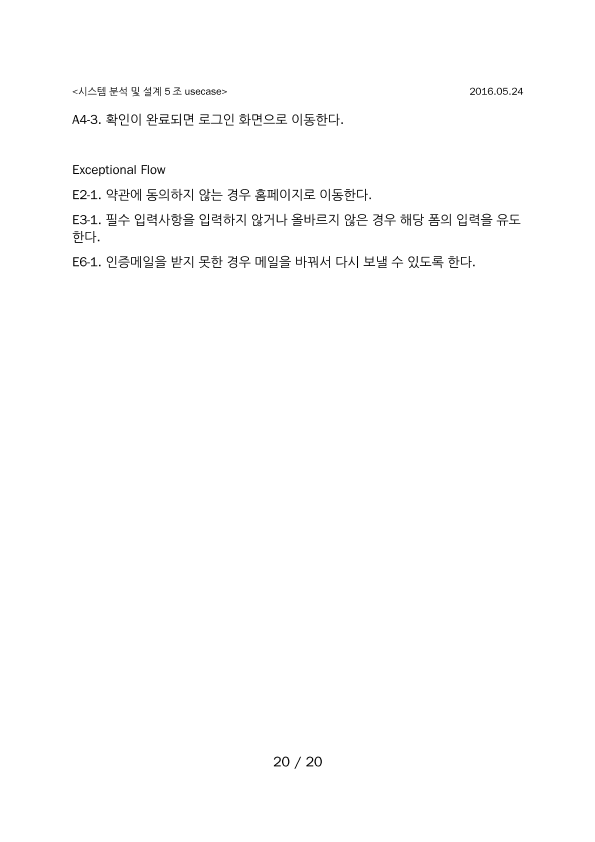 <시스템 분석 및 설계 5 조 usecase> 2016.05.24
A4-3. 확인이 완료되면 로그인 화면으로 이동한다.
Exceptional Flow
E2-1. 약관에 동의하지 않는 경우 홈페이지로 이동한다.
E3-1. 필수 입력사항을 입력하지 않거나 올바르지 않은 경우 해당 폼의 입력을 유도
한다.
E6-1. 인증메일을 받지 못한 경우 메일을 바꿔서 다시 보낼 수 있도록 한다.
20 / 20